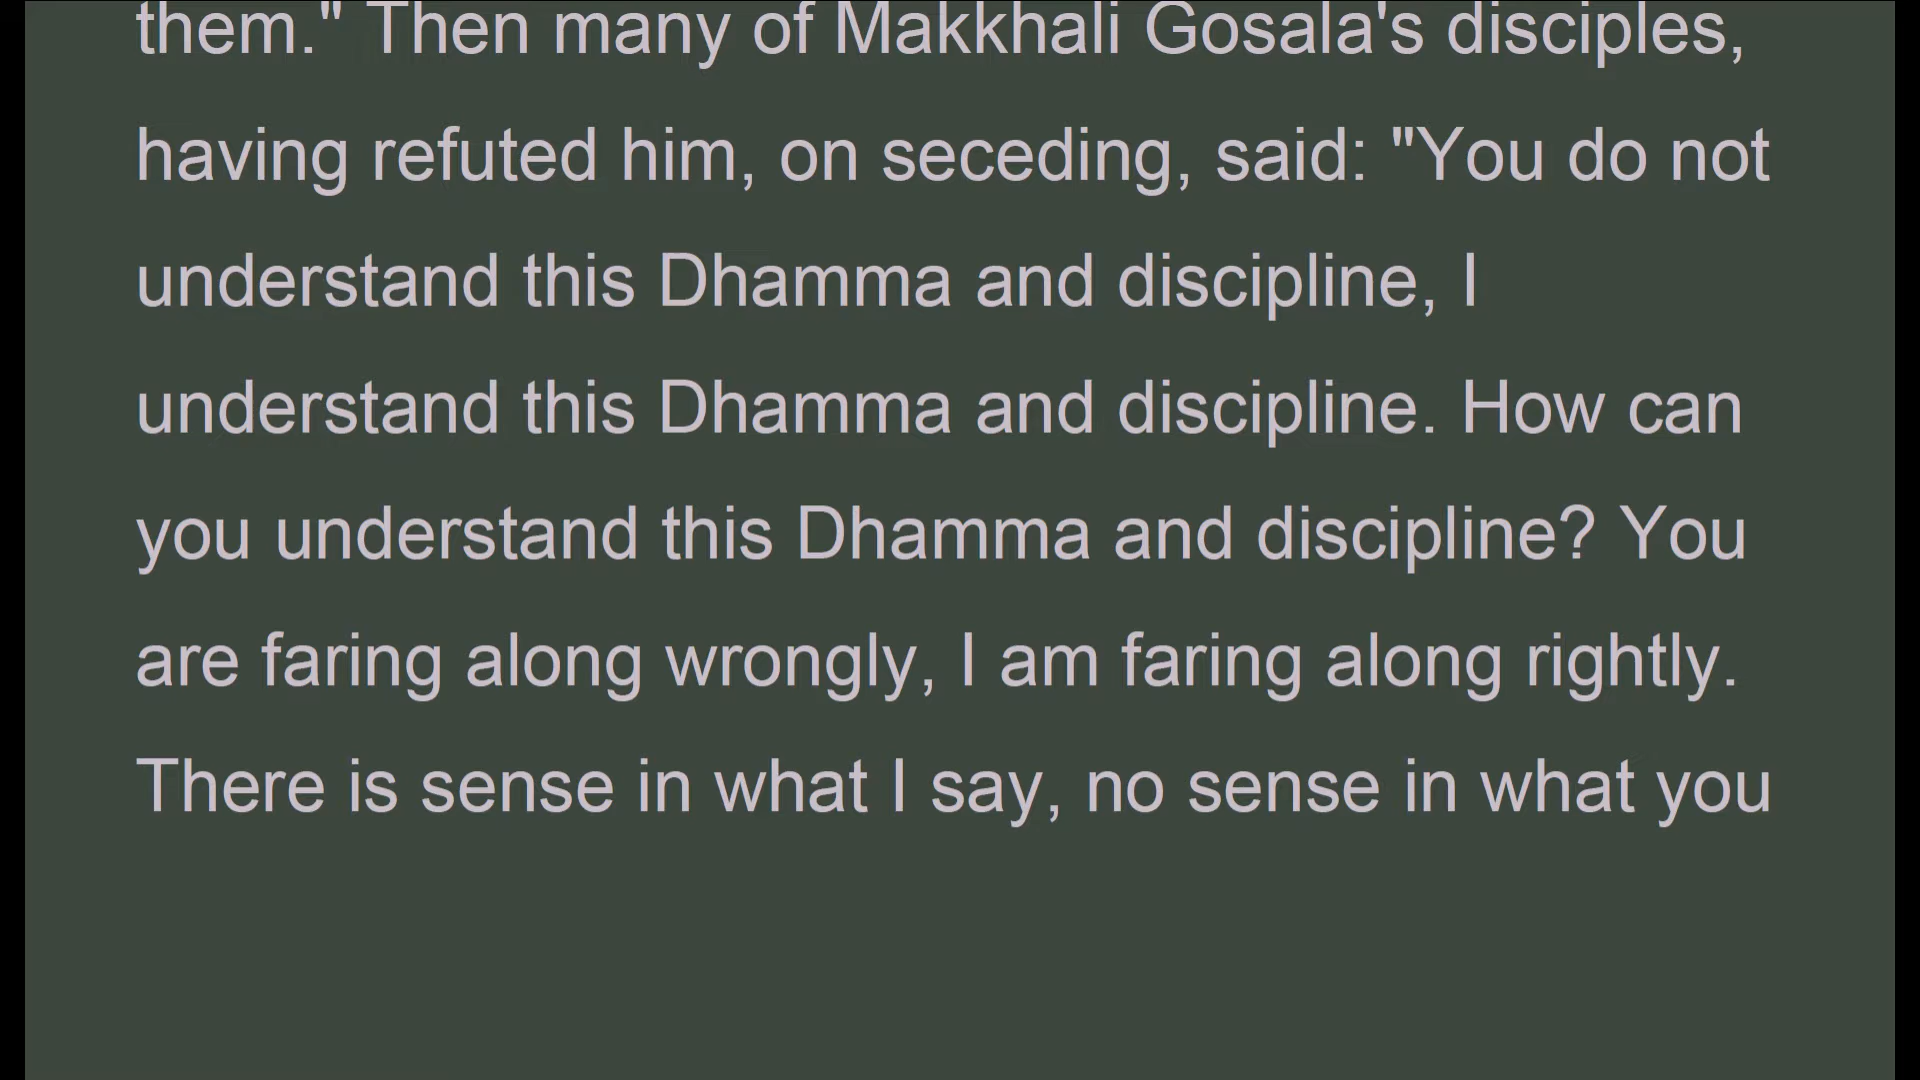 them." Then many of Makkhali Gosala's disciples,
having refuted him, on seceding, said: "You do not
understand this Dhamma and discipline, I
understand this Dhamma and discipline. How can
you understand this Dhamma and discipline? You
are faring along wrongly, I am faring along rightly.
There is sense in what I say, no sense in what you